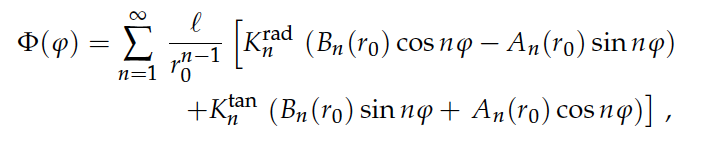 Φ(φ) = ∑_{n=1}^{∞} \frac{ℓ}{r_0^{n−1}} [K_n^{rad} (B_n(r_0) cos nφ − A_n(r_0) sin nφ)
+K_n^{tan} (B_n(r_0) sin nφ + A_n(r_0) cos nφ)] ,